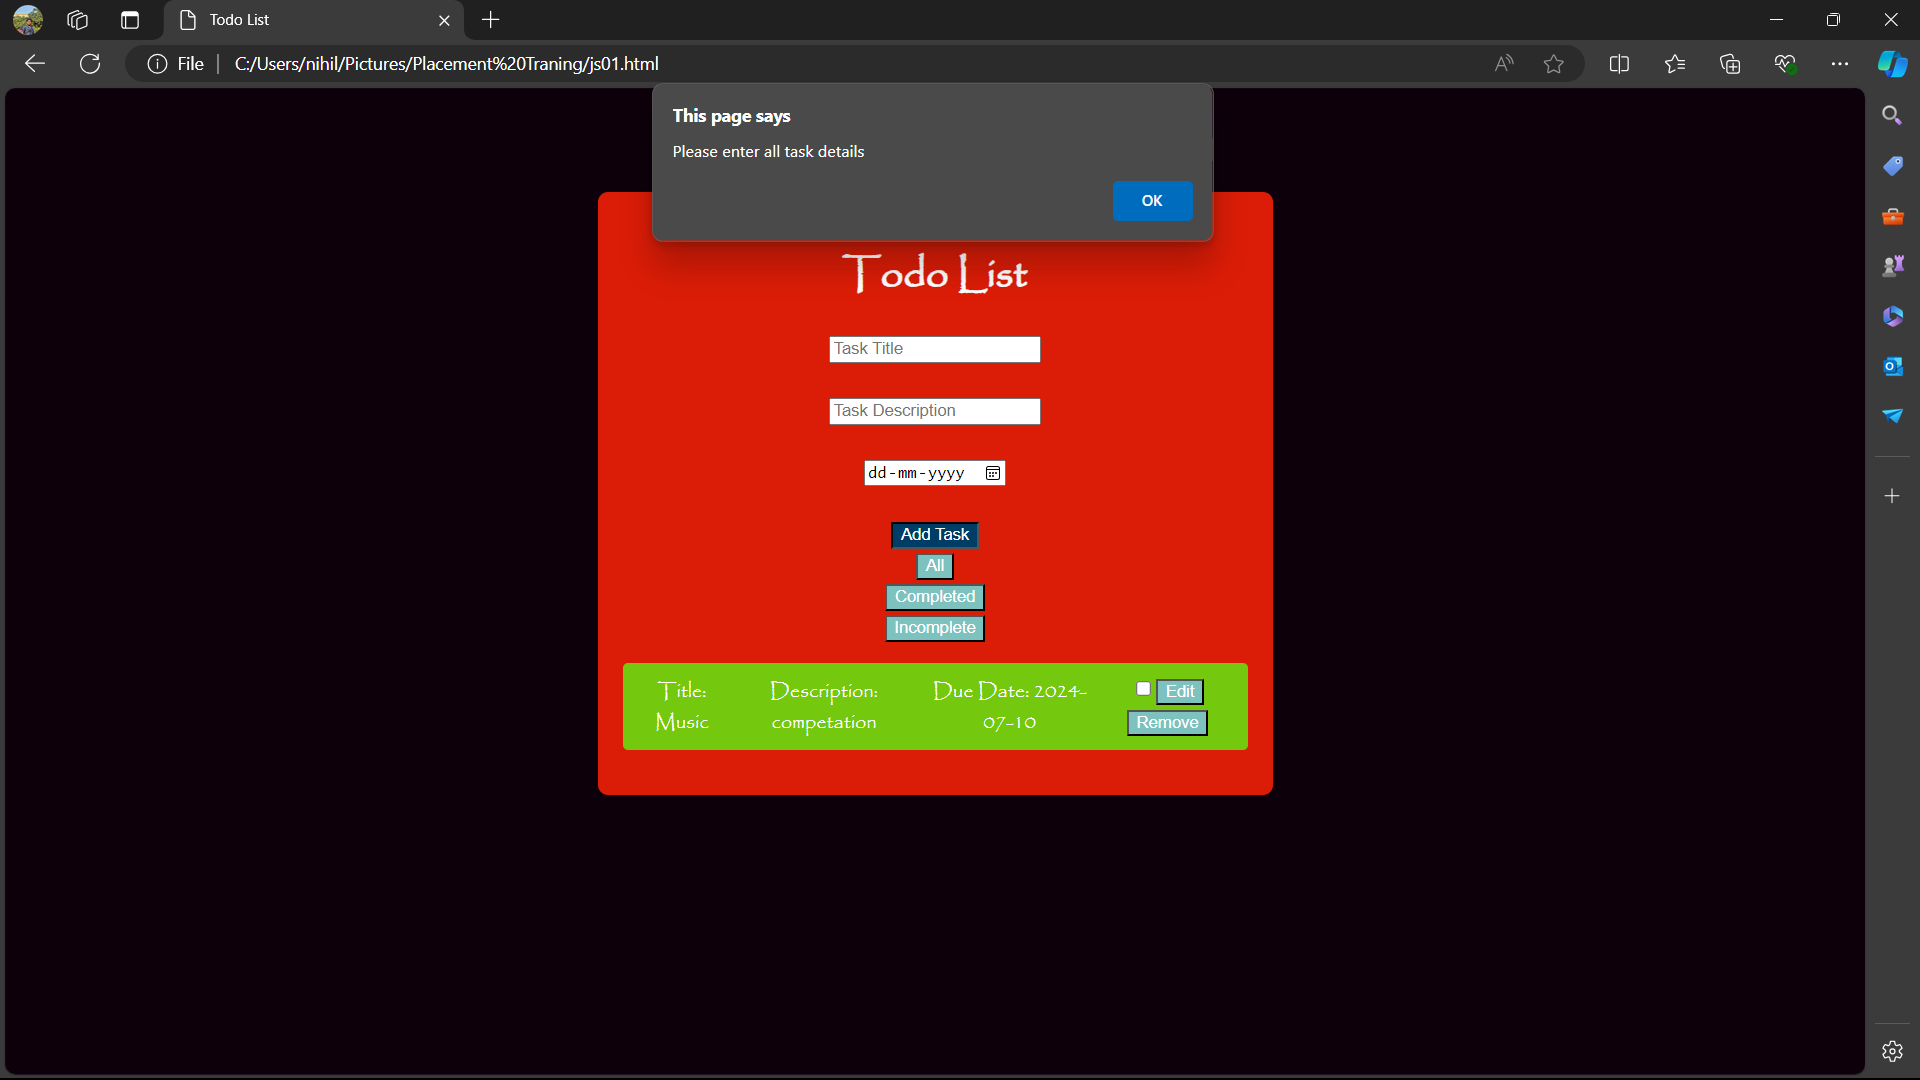 Todo List
File
C:/Users/nihil/Pictures/Placement%20Traning/js01.html
This page says
Please enter all task details
OK
Todo List
Task Title
Task Description
dd-mm-yyyy
Add Task
All
Completed
Incomplete
Title: Description: Due Date: 2024- Edit
Music competation 07-10 Remove